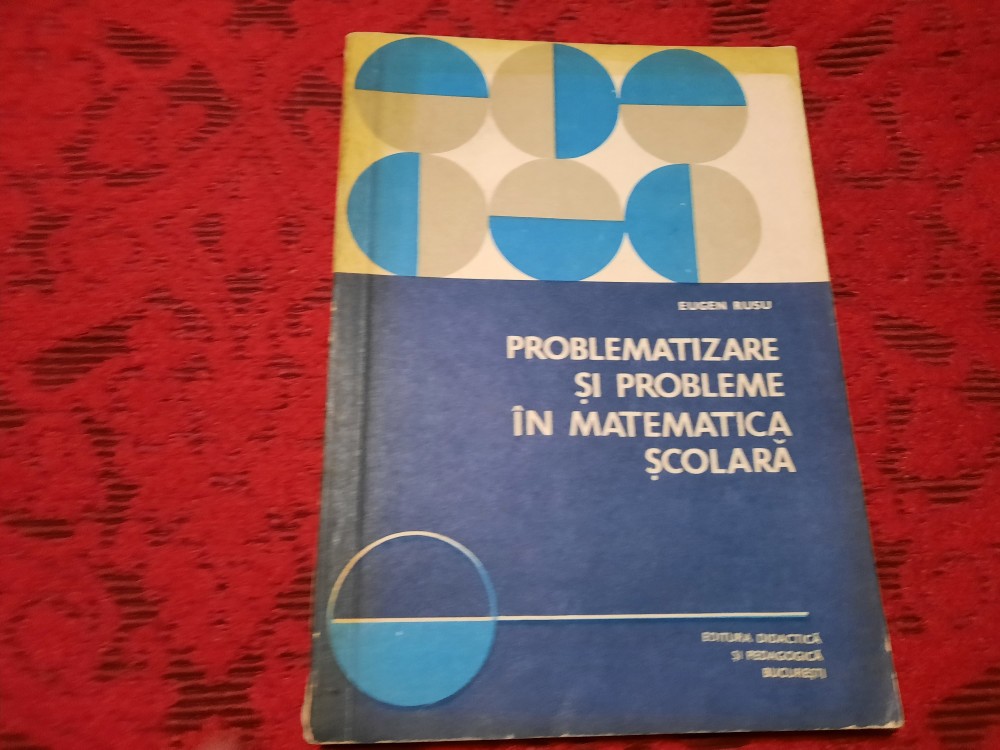 EUGEN RUSU
PROBLEMATIZARE
ȘI PROBLEME
ÎN MATEMATICA
ȘCOLARĂ
EDITURA DIDACTICĂ
ȘI PEDAGOGICĂ
BUCUREȘTI